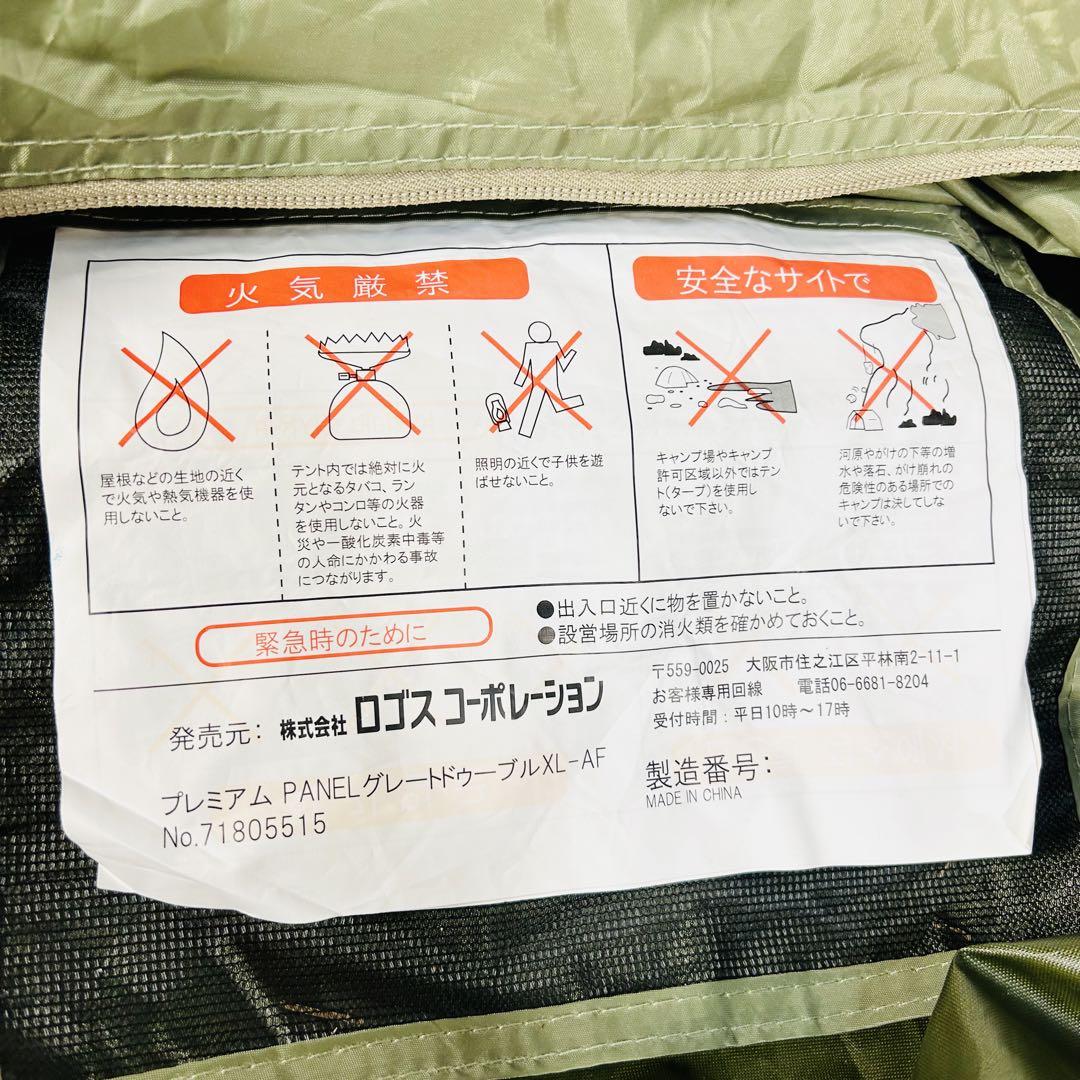 火気厳禁
屋根などの生地の近く
で火気や熱気機器を使
用しないこと。
テント内では絶対に火
元となるタバコ、ラン
タンやコンロ等の火器
を使用しないこと。火
災や一酸化炭素中毒等
の人命にかかわる事故
につながります。
照明の近くで子供を遊
ばせないこと。
安全なサイトで
キャンプ場やキャンプ
許可区域以外ではテン
ト(タープ)を使用し
ないで下さい。
河原やがけの下等の増
水や落石、がけ崩れの
危険性のある場所での
キャンプは決してしな
いで下さい。
緊急時のために
●出入口近くに物を置かないこと。
●設営場所の消火類を確かめておくこと。
発売元：株式会社 ロゴス コーポレーション
〒559-0025 大阪市住之江区平林南2-11-1
お客様専用回線 電話06-6681-8204
受付時間：平日10時～17時
プレミアム PANELグレートドゥーブルXL-AF
No.71805515
製造番号：
MADE IN CHINA